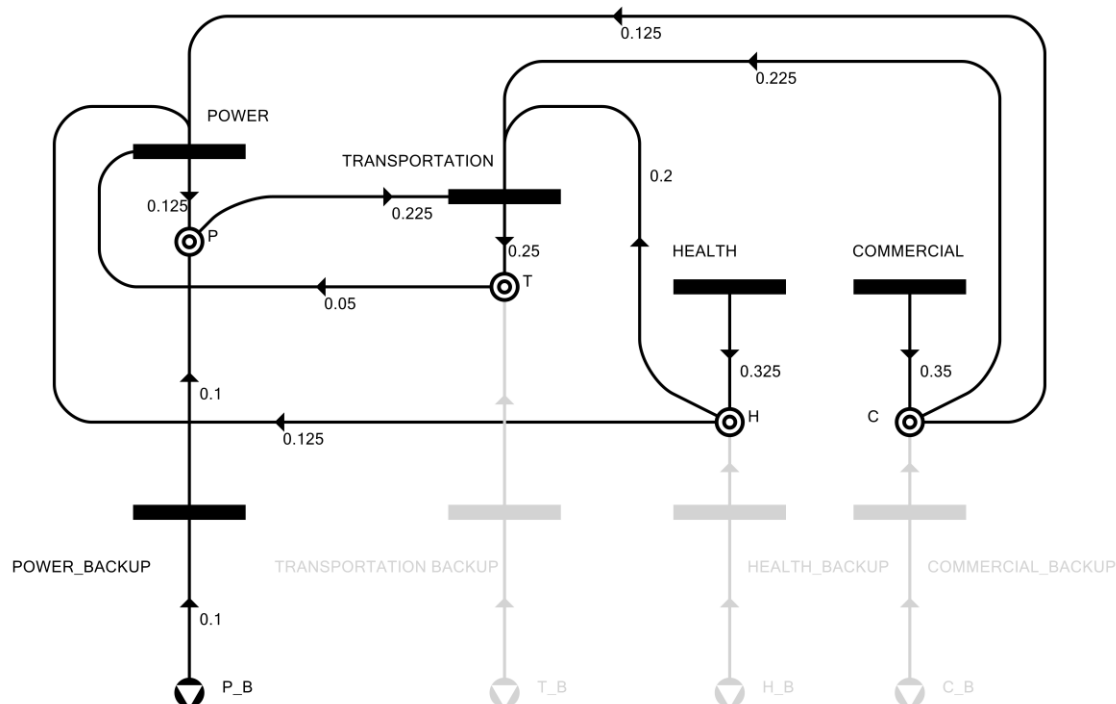 0.125
0.225
POWER
TRANSPORTATION
0.2
0.125
0.225
P
0.25
HEALTH
COMMERCIAL
T
0.05
0.325
0.35
0.1
H
C
0.125
POWER_BACKUP
TRANSPORTATION BACKUP
HEALTH_BACKUP
COMMERCIAL_BACKUP
0.1
P_B
T_B
H_B
C_B